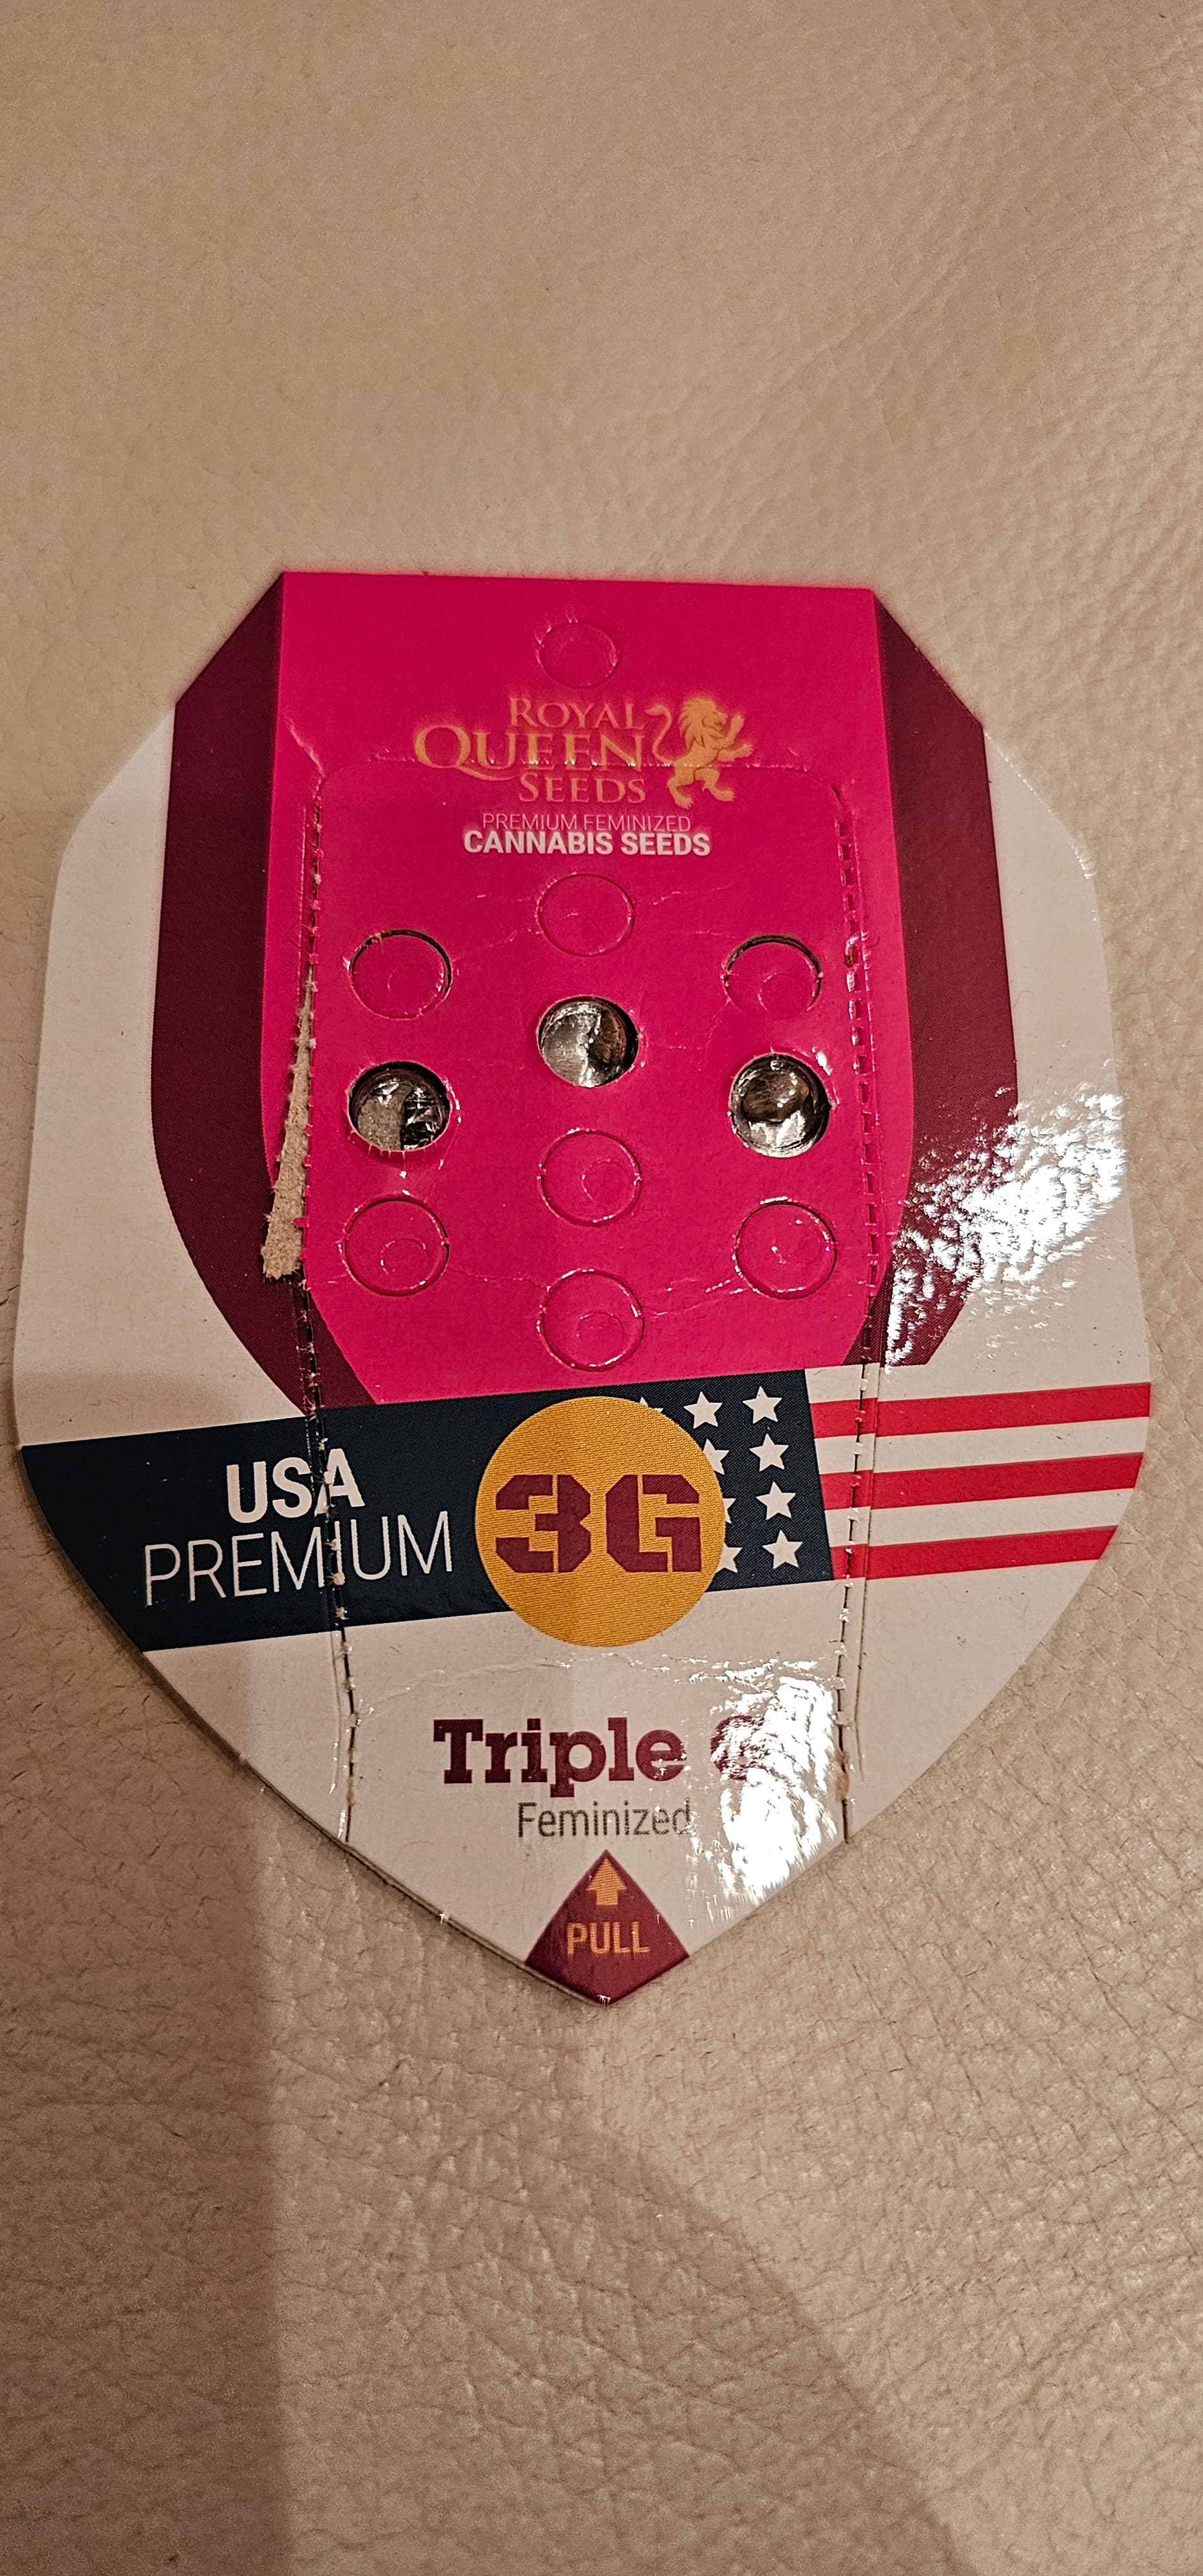 ROYAL
QUEEN
SEEDS
PREMIUM FEMINIZED
CANNABIS SEEDS
USA
PREMIUM
3G
Triple G
Feminized
PULL